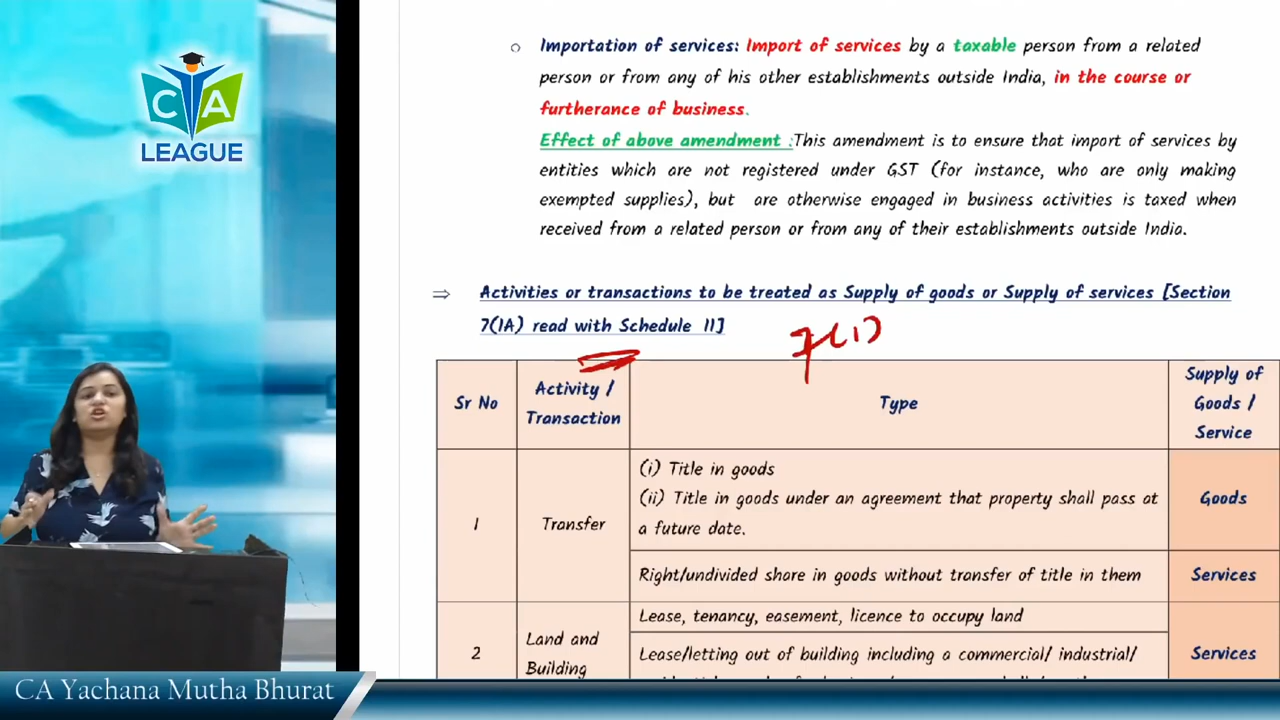 CA
LEAGUE
○ Importation of services: Import of services by a taxable person from a related
person or from any of his other establishments outside India, in the course or
furtherance of business.
Effect of above amendment : This amendment is to ensure that import of services by
entities which are not registered under GST (for instance, who are only making
exempted supplies), but are otherwise engaged in business activities is taxed when
received from a related person or from any of their establishments outside India.
⇒ Activities or transactions to be treated as Supply of goods or Supply of services [Section
7(1A) read with Schedule II]
7(1)
Sr No
Activity /
Transaction
Type
Supply of
Goods /
Service
1
Transfer
(i) Title in goods
(ii) Title in goods under an agreement that property shall pass at
a future date.
Goods
Right/undivided share in goods without transfer of title in them
Services
2
Land and
Building
Lease, tenancy, easement, licence to occupy land
Lease/letting out of building including a commercial/ industrial/
Services
CA Yachana Mutha Bhurat